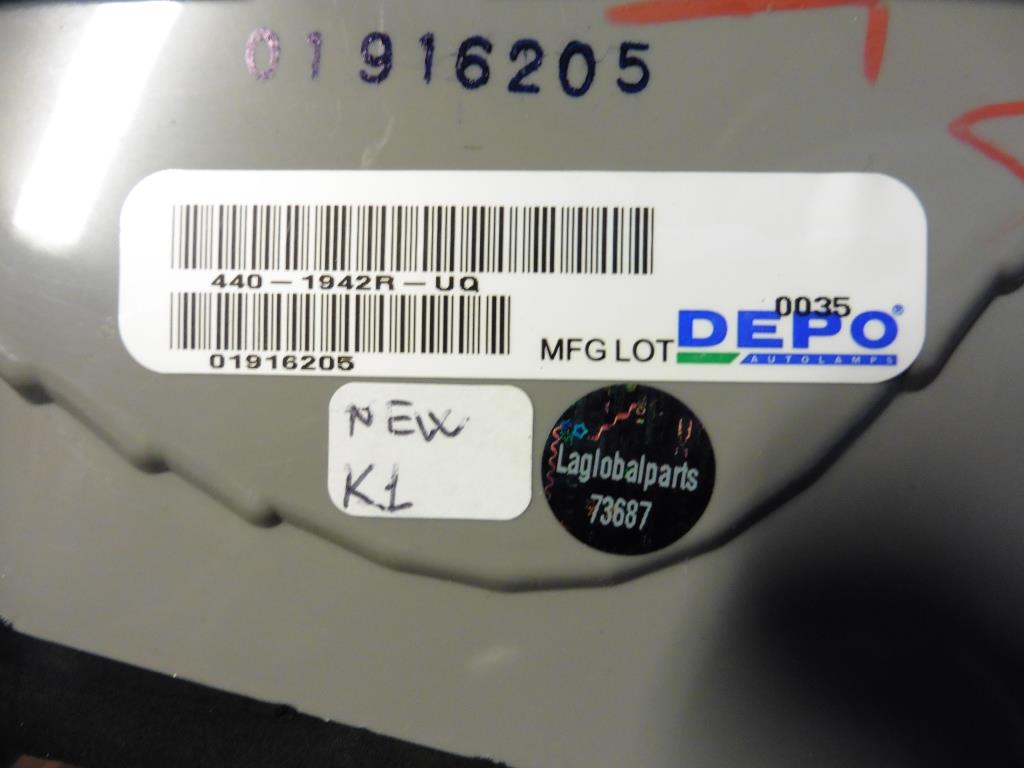 01916205
440-1942R-UQ
01916205
MFG LOT
0035
DEPO®
AUTOLAMPS
NEW
K1
Laglobalparts
73687